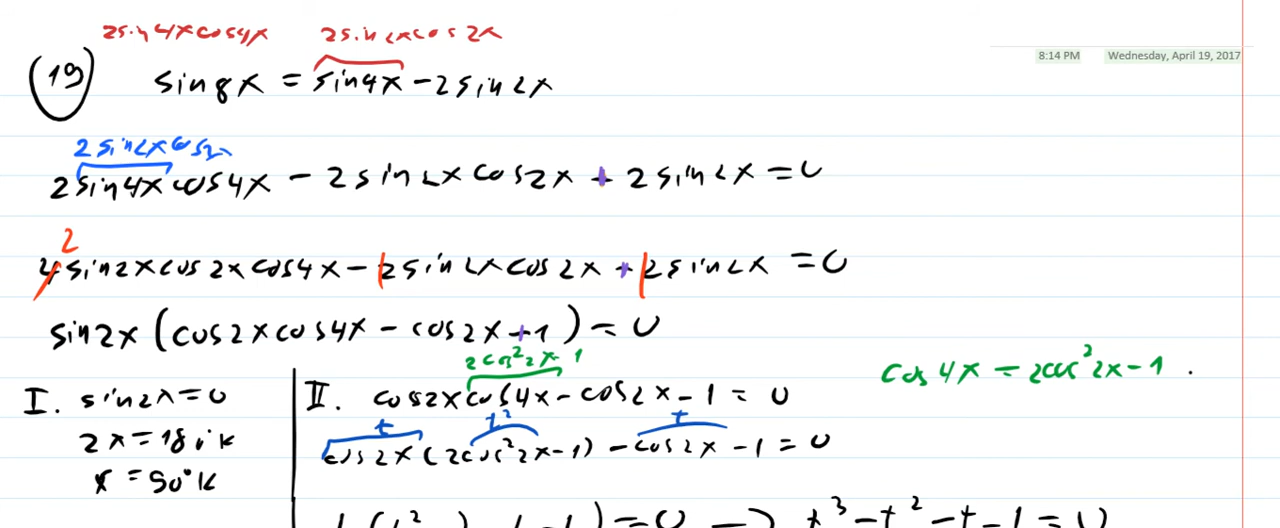 2sin4xcos4x 2sin2xcos2x
8:14 PM Wednesday, April 19, 2017
(19) sin8x = sin4x - 2sin2x
2sin2xcos2x
2sin4xcos4x - 2sin2xcos2x + 2sin2x = 0
2
4sin2xcos2xcos4x - 2sin2xcos2x + 2sin2x = 0
sin2x (cos2xcos4x - cos2x + 1) = 0
2cos²2x-1
cos4x = 2cos²2x-1
I. sin2x=0
II. cos2xcos4x - cos2x - 1 = 0
2x=180°k
t t² t
cos2x(2cos²2x-1) - cos2x - 1 = 0
x=90°k
t³-t²-t-1=0